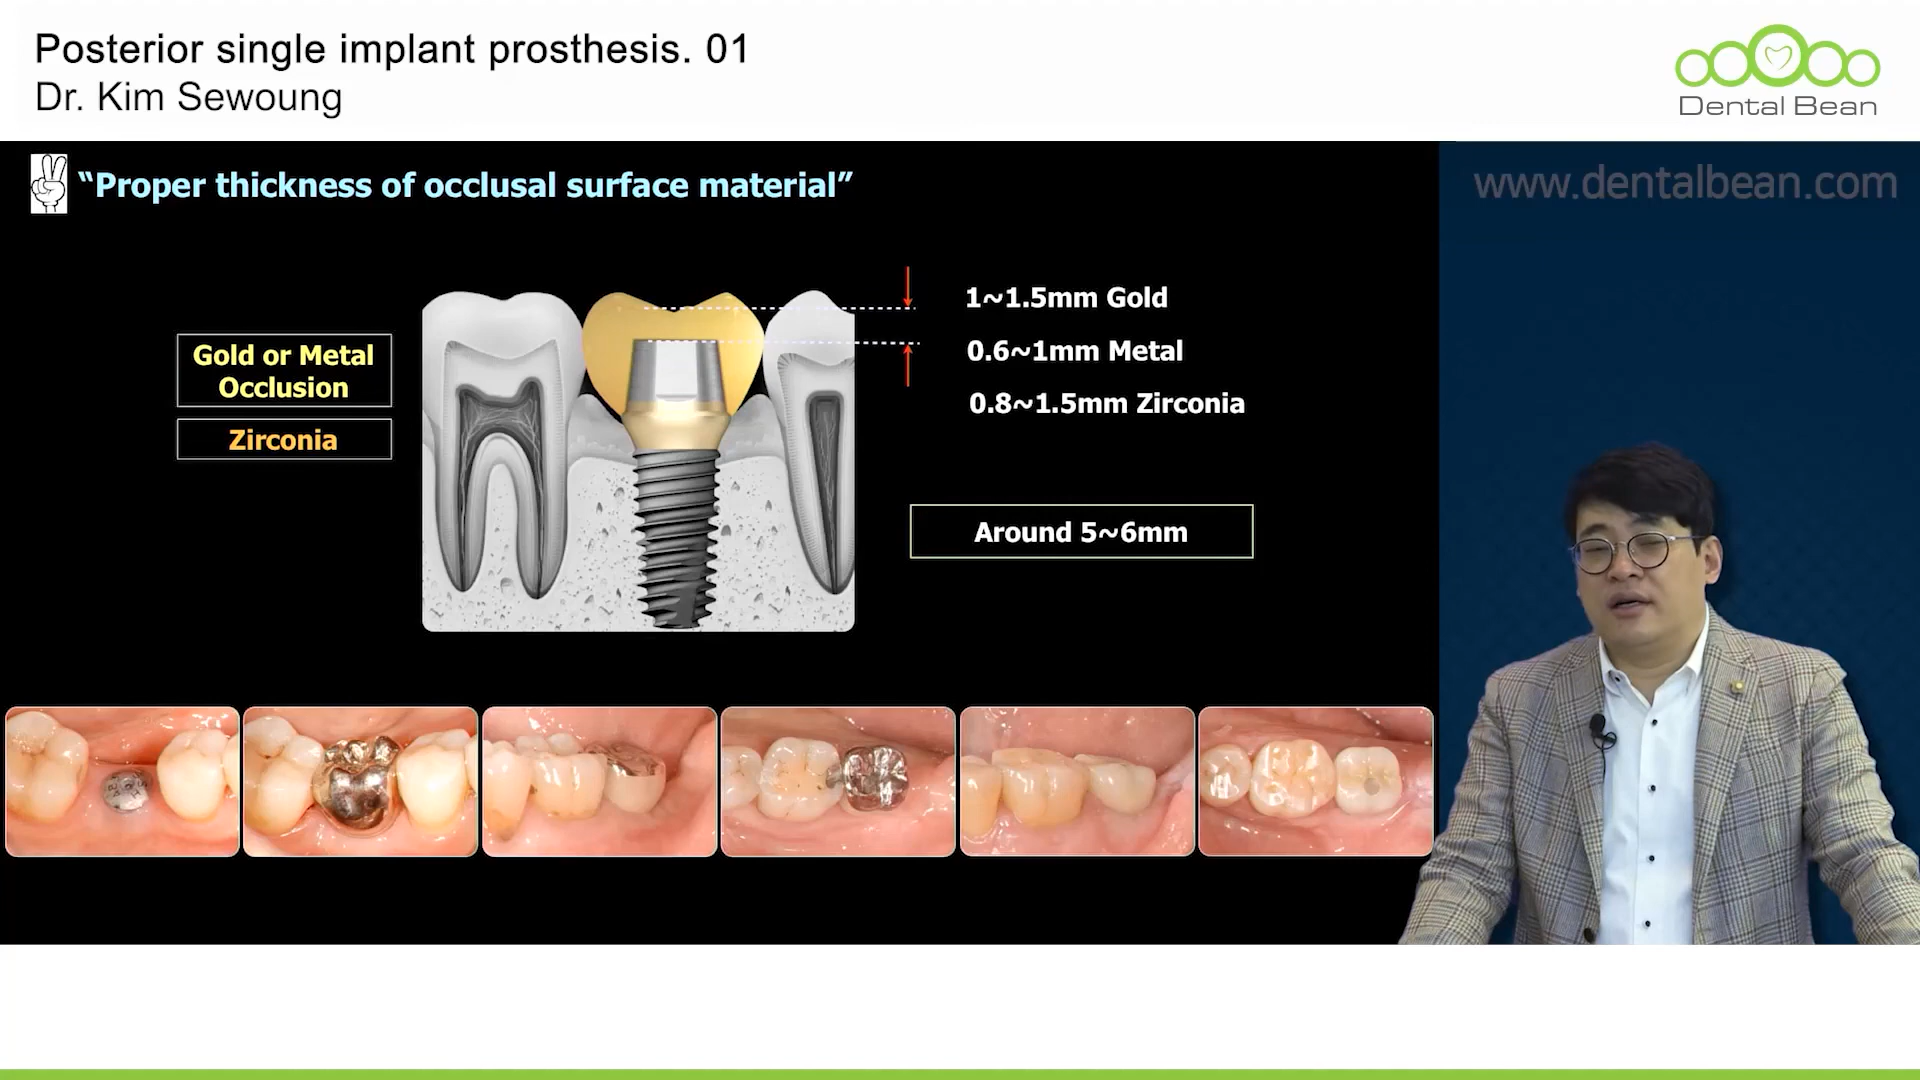 Posterior single implant prosthesis. 01
Dr. Kim Sewoung
Dental Bean
www.dentalbean.com
“Proper thickness of occlusal surface material”
Gold or Metal
Occlusion
Zirconia
1~1.5mm Gold
0.6~1mm Metal
0.8~1.5mm Zirconia
Around 5~6mm